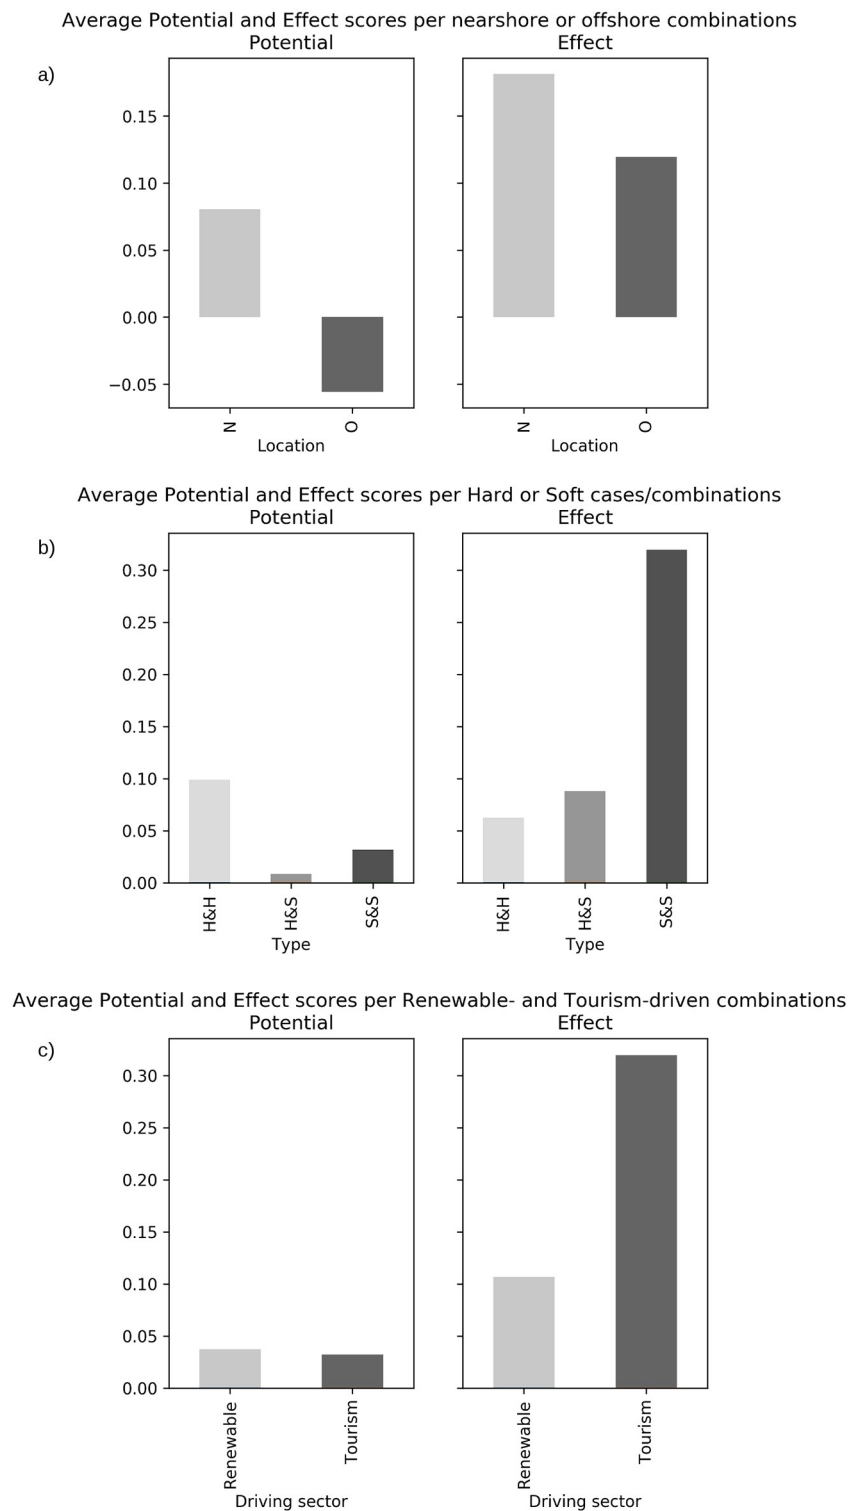 Average Potential and Effect scores per nearshore or offshore combinations
Potential
Effect
a)
0.15
0.10
0.05
0.00
−0.05
N
O
N
O
Location
Location
Average Potential and Effect scores per Hard or Soft cases/combinations
Potential
Effect
b)
0.30
0.25
0.20
0.15
0.10
0.05
0.00
H&H
H&S
S&S
H&H
H&S
S&S
Type
Type
Average Potential and Effect scores per Renewable- and Tourism-driven combinations
Potential
Effect
c)
0.30
0.25
0.20
0.15
0.10
0.05
0.00
Renewable
Tourism
Renewable
Tourism
Driving sector
Driving sector